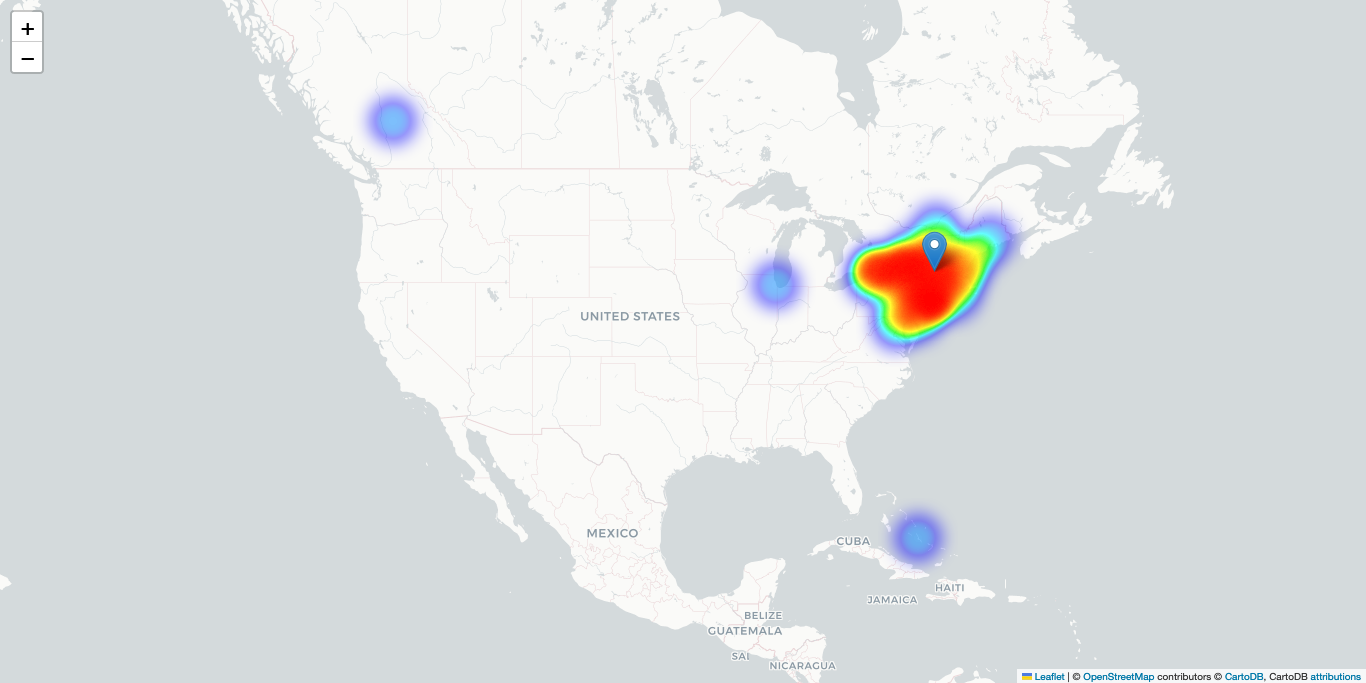 +
−
UNITED STATES
MEXICO
CUBA
HAITI
JAMAICA
BELIZE
GUATEMALA
SAL
NICARAGUA
Leaflet | © OpenStreetMap contributors © CartoDB, CartoDB attributions